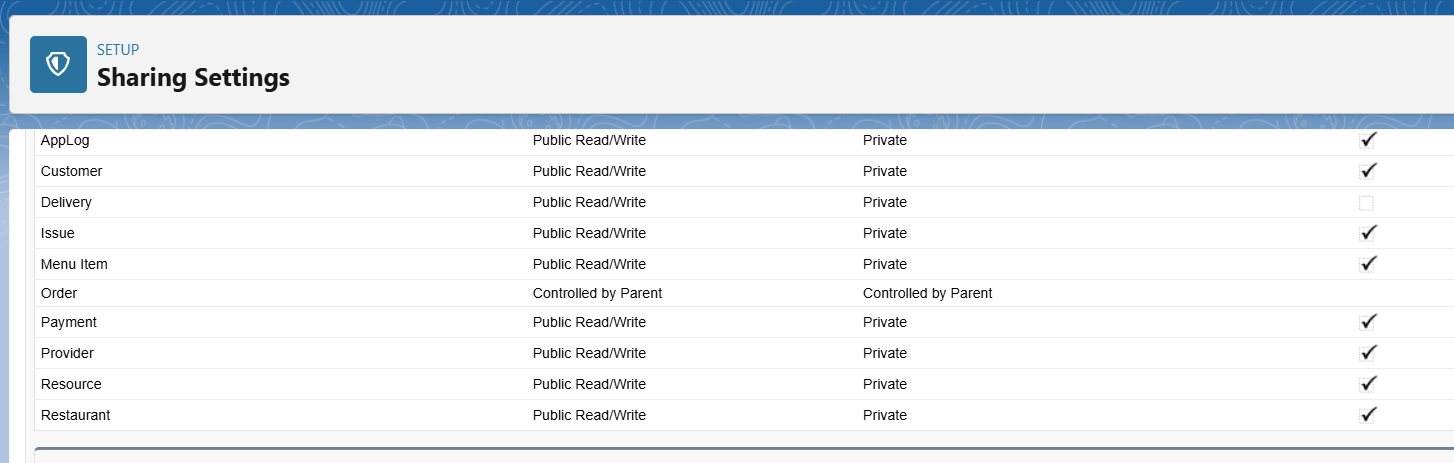 SETUP
Sharing Settings
AppLog Public Read/Write Private
Customer Public Read/Write Private
Delivery Public Read/Write Private
Issue Public Read/Write Private
Menu Item Public Read/Write Private
Order Controlled by Parent Controlled by Parent
Payment Public Read/Write Private
Provider Public Read/Write Private
Resource Public Read/Write Private
Restaurant Public Read/Write Private